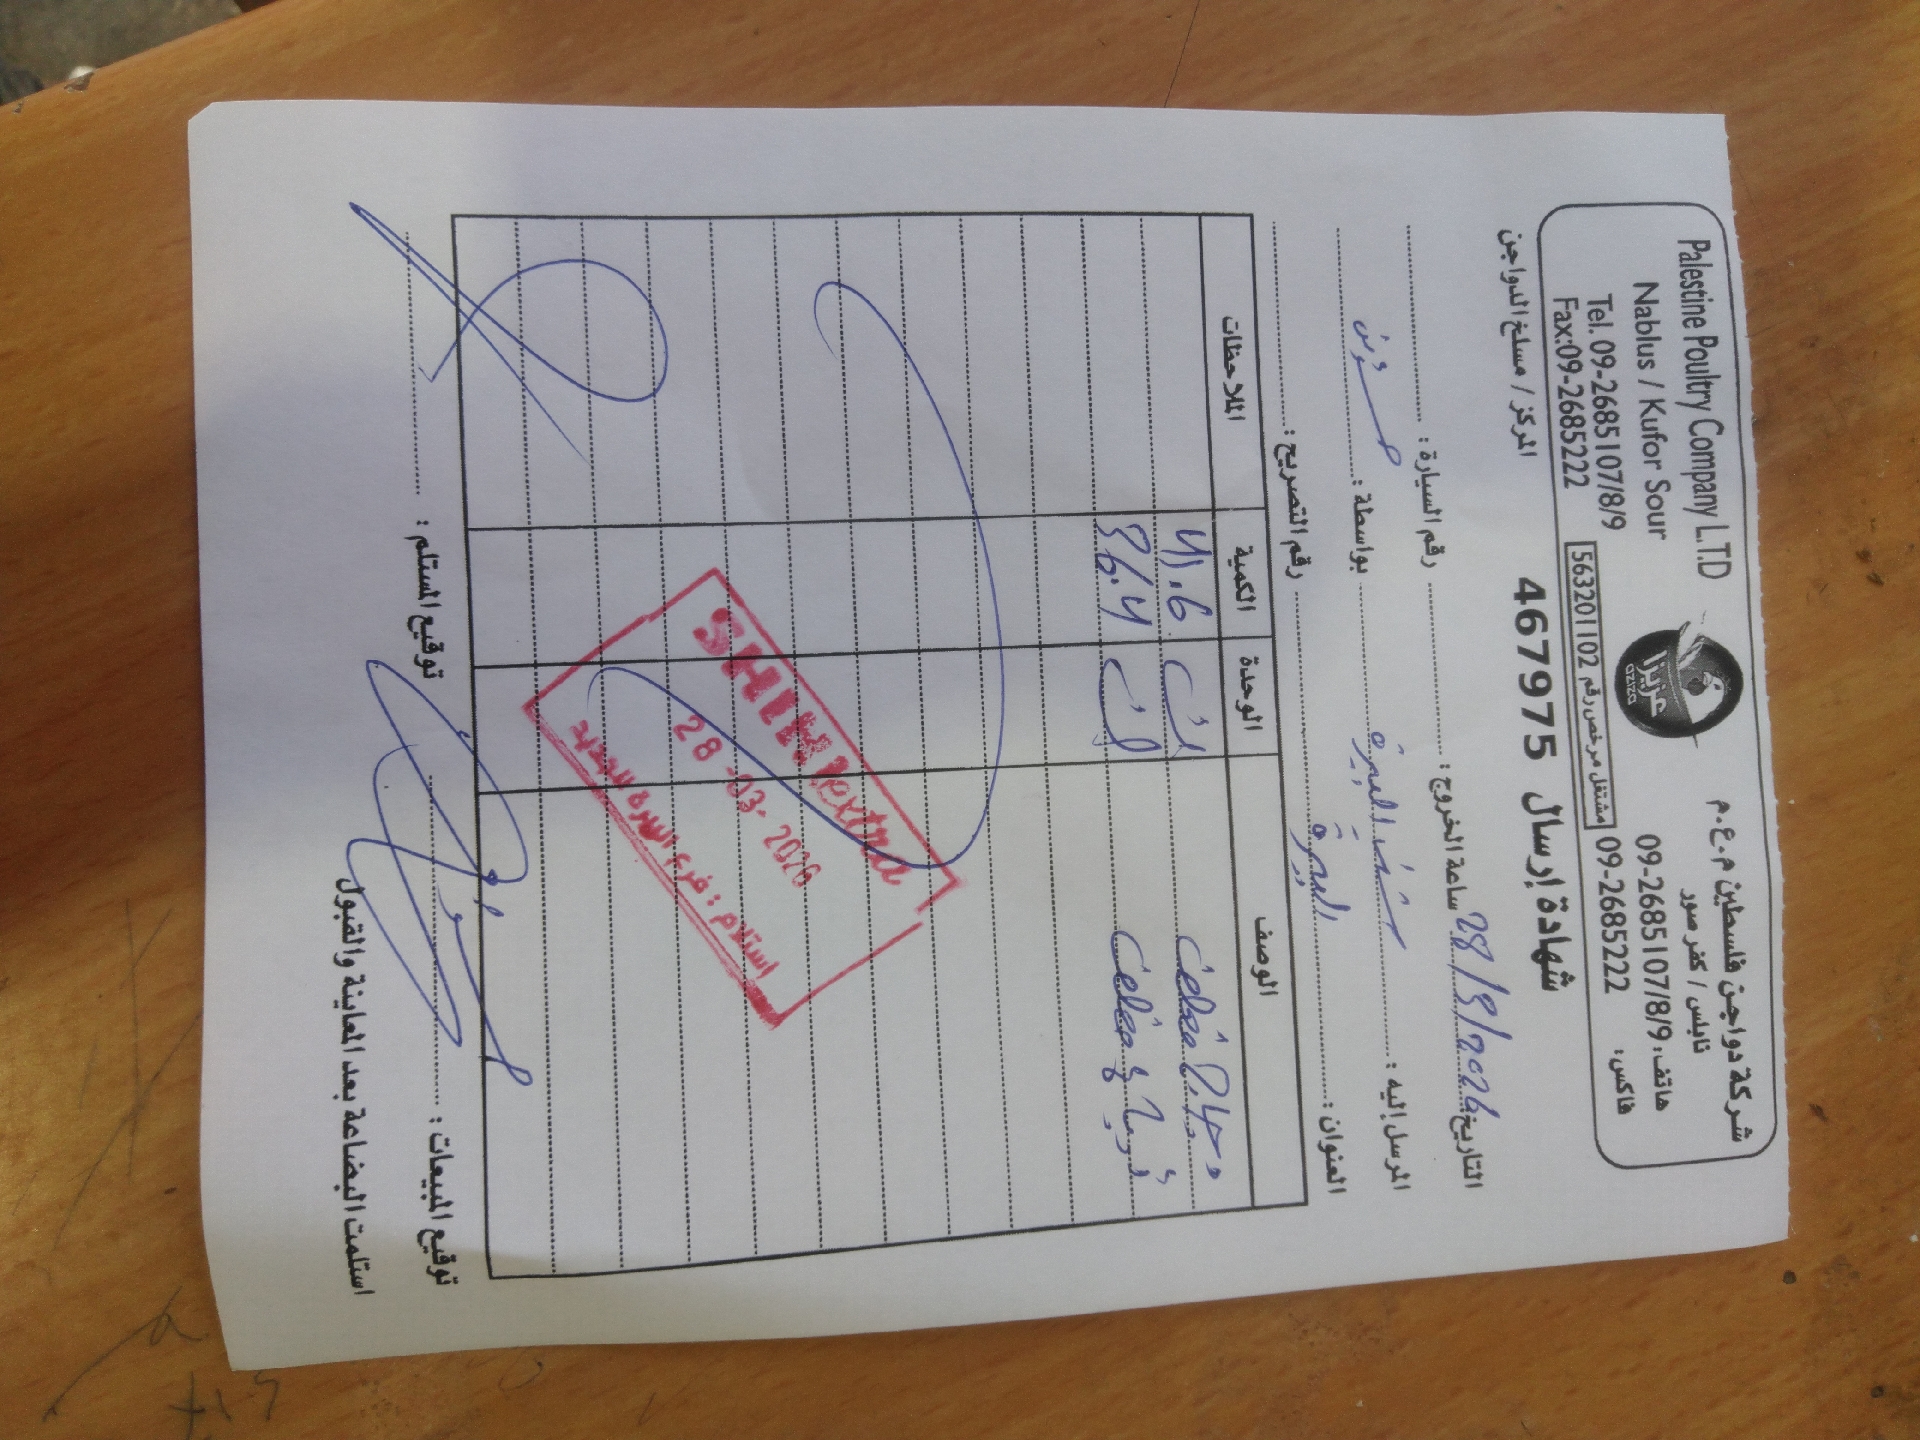 Palestine Poultry Company L.T.D
Nablus / Kufor Sour
Tel. 09-2685107/8/9
Fax:09-2685222
عزيزا
aziza
شركة دواجن فلسطين م.ع.م
نابلس / كفر صور
هاتف: 09-2685107/8/9
فاكس: 09-2685222
مشتغل مرخص رقم 563201102
المركز / مسلخ الدواجن
شهادة إرسال 467975
التاريخ 28/3/2026 ساعة الخروج: رقم السيارة:
المرسل إليه: بواسطة:
العنوان: البيرة رقم التصريح:
الوصف الوحدة الكمية الملاحظات
41.6
36.4
SHINI extra
28-03-2026
استلام: فرع البيرة الجديد
توقيع المبيعات: توقيع المستلم:
استلمت البضاعة بعد المعاينة والقبول